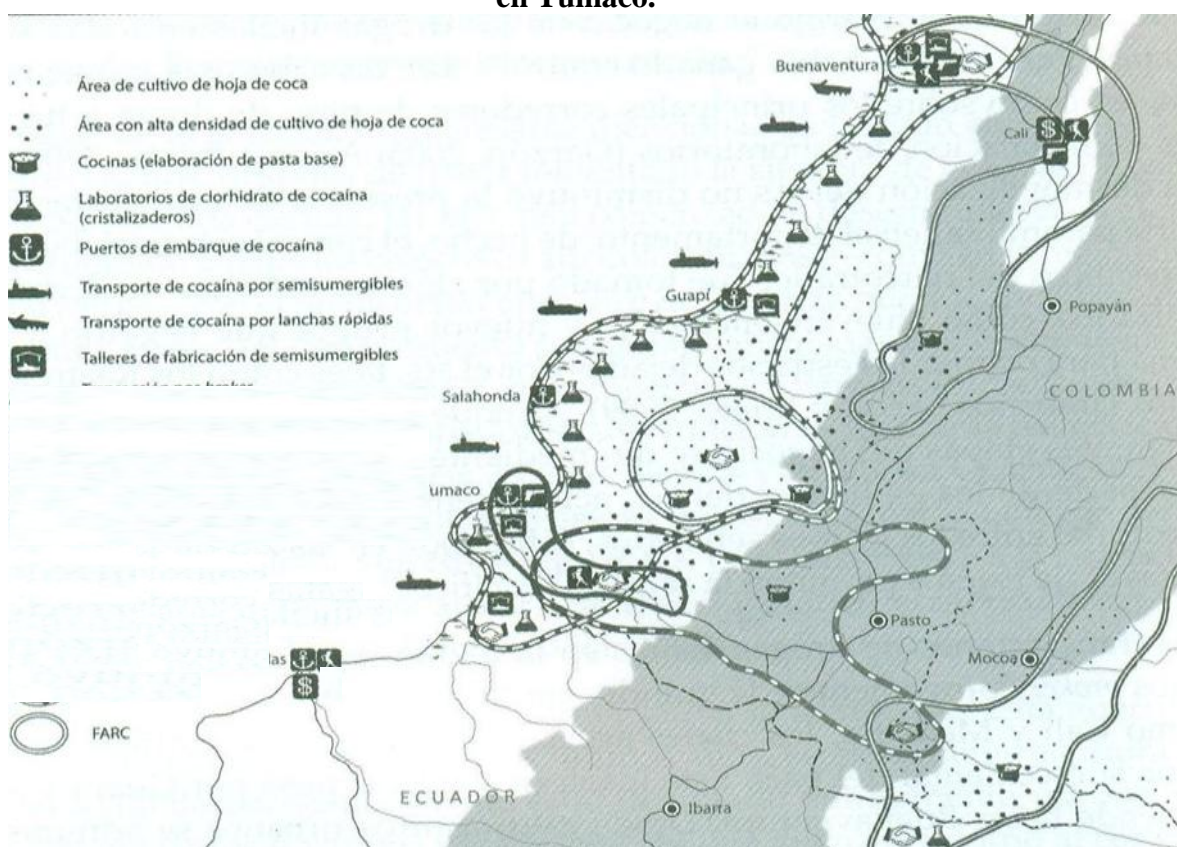 en Tumaco.
Área de cultivo de hoja de coca
Área con alta densidad de cultivo de hoja de coca
Cocinas (elaboración de pasta base)
Laboratorios de clorhidrato de cocaína
(cristalizaderos)
Puertos de embarque de cocaína
Transporte de cocaína por semisumergibles
Transporte de cocaína por lanchas rápidas
Talleres de fabricación de semisumergibles
FARC
Buenaventura
Cali
$
Popayán
Guapí
COLOMBIA
Salahonda
umaco
Pasto
Mocoa
las
$
ECUADOR
Ibarra